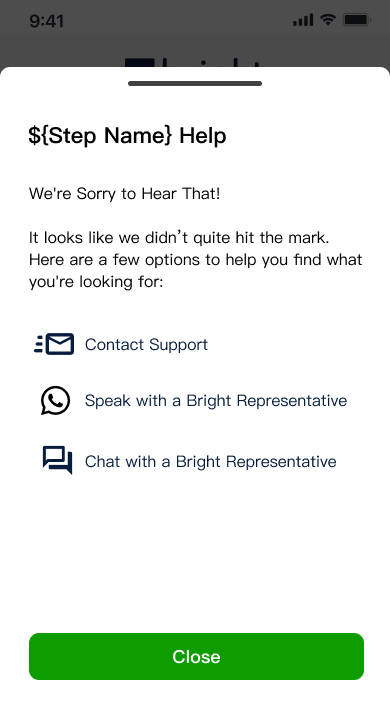 9:41
${Step Name} Help
We're Sorry to Hear That!
It looks like we didn't quite hit the mark.
Here are a few options to help you find what
you're looking for:
Contact Support
Speak with a Bright Representative
Chat with a Bright Representative
Close